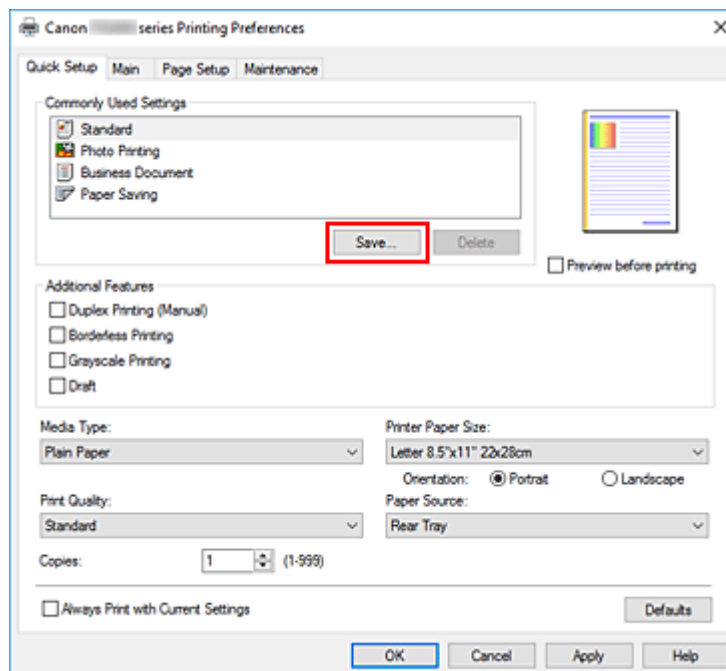 Canon series Printing Preferences
Quick Setup Main Page Setup Maintenance
Commonly Used Settings
Standard
Photo Printing
Business Document
Paper Saving
Save... Delete
Preview before printing
Additional Features
Duplex Printing (Manual)
Borderless Printing
Grayscale Printing
Draft
Media Type: Printer Paper Size:
Plain Paper Letter 8.5"x11" 22x28cm
Orientation: Portrait Landscape
Print Quality: Paper Source:
Standard Rear Tray
Copies: 1 (1-999)
Always Print with Current Settings Defaults
OK Cancel Apply Help